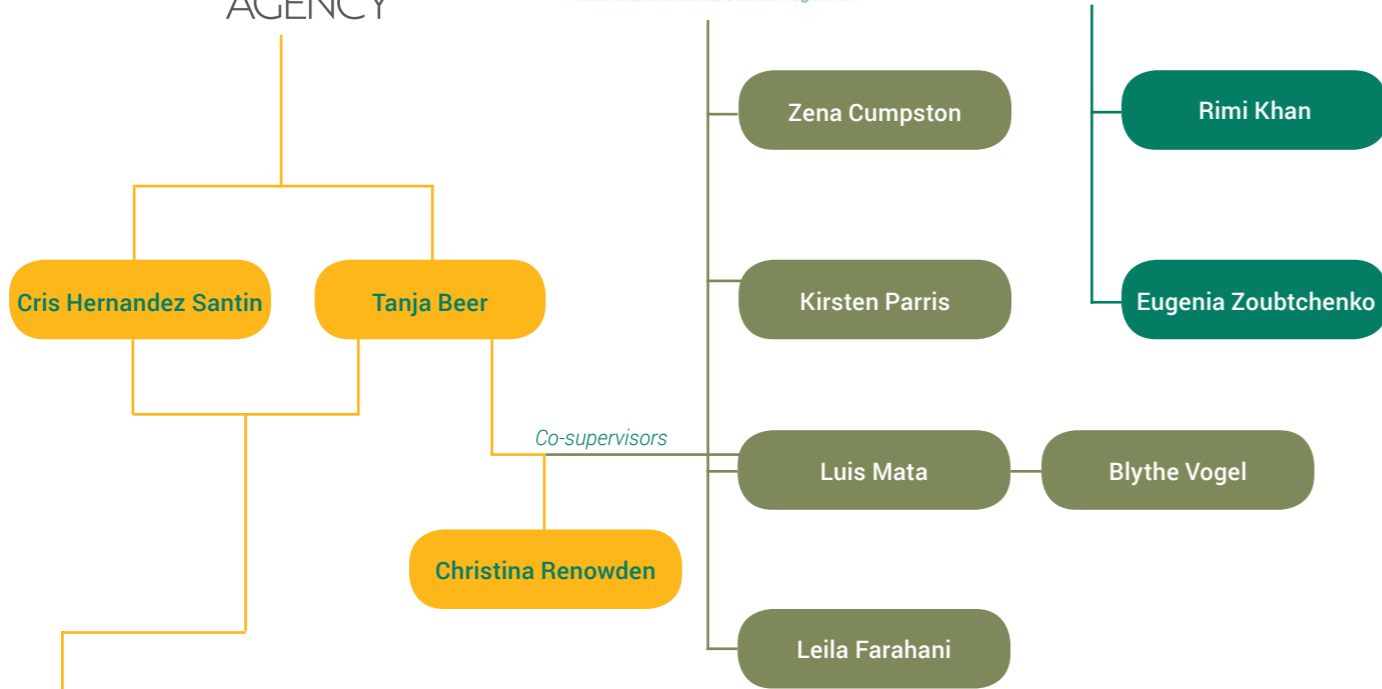 AGENCY
Zena Cumpston
Rimi Khan
Cris Hernandez Santin
Tanja Beer
Kirsten Parris
Eugenia Zoubtchenko
Co-supervisors
Luis Mata
Blythe Vogel
Christina Renowden
Leila Farahani